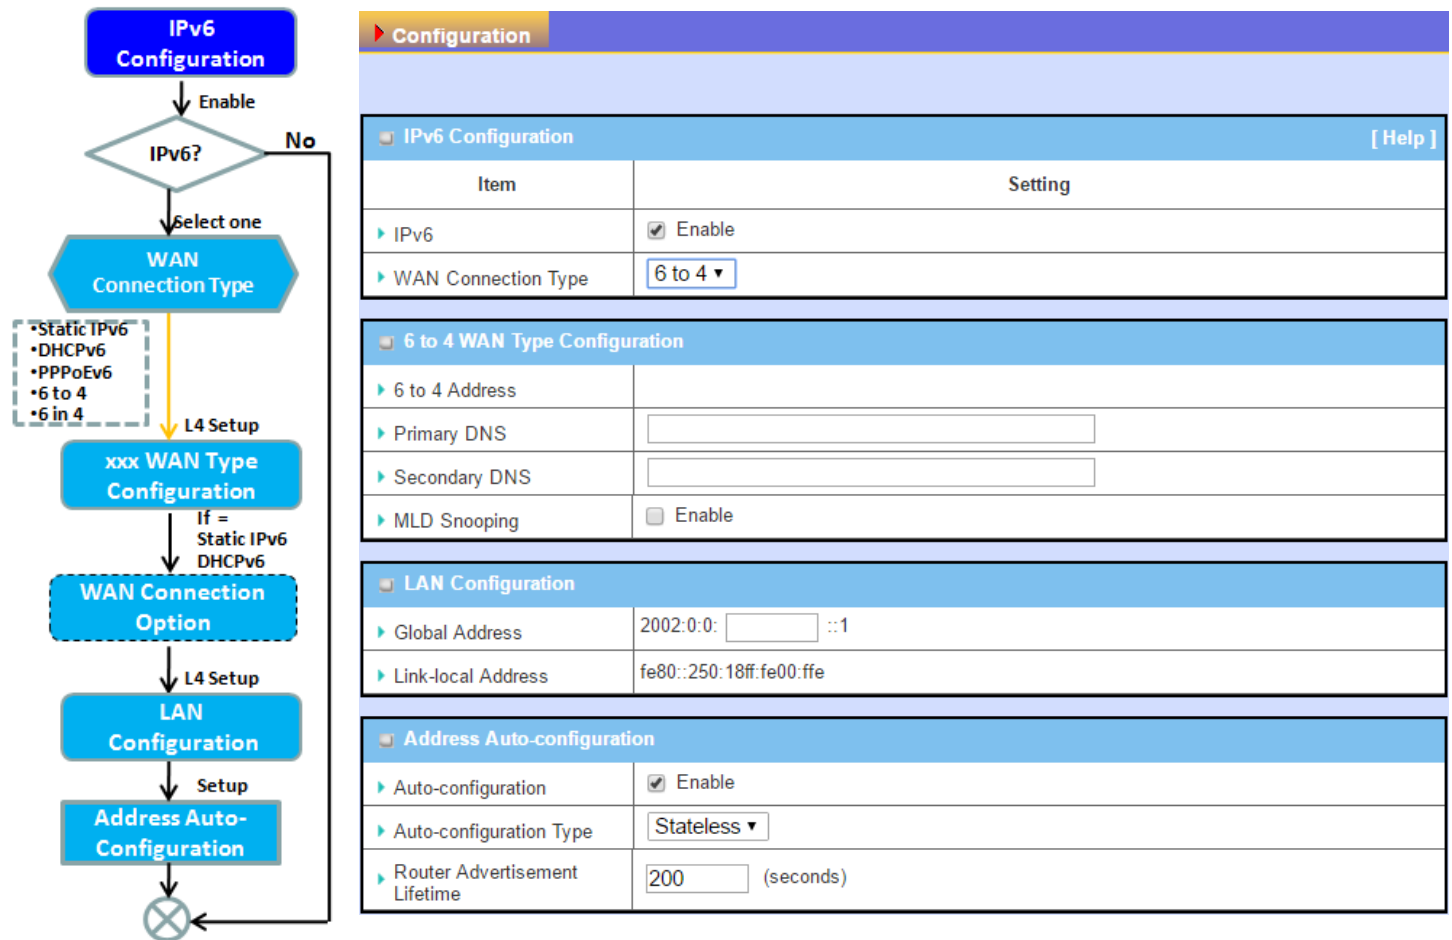 IPv6
Configuration
Enable
IPv6?
No
Select one
WAN
Connection Type
•Static IPv6
•DHCPv6
•PPPoEv6
•6 to 4
•6 in 4
L4 Setup
xxx WAN Type
Configuration
If =
Static IPv6
DHCPv6
WAN Connection
Option
L4 Setup
LAN
Configuration
Setup
Address Auto-
Configuration
Configuration
IPv6 Configuration [ Help ]
Item Setting
IPv6 Enable
WAN Connection Type 6 to 4
6 to 4 WAN Type Configuration
6 to 4 Address
Primary DNS
Secondary DNS
MLD Snooping Enable
LAN Configuration
Global Address 2002:0:0: ::1
Link-local Address fe80::250:18ff:fe00:ffe
Address Auto-configuration
Auto-configuration Enable
Auto-configuration Type Stateless
Router Advertisement
Lifetime 200 (seconds)